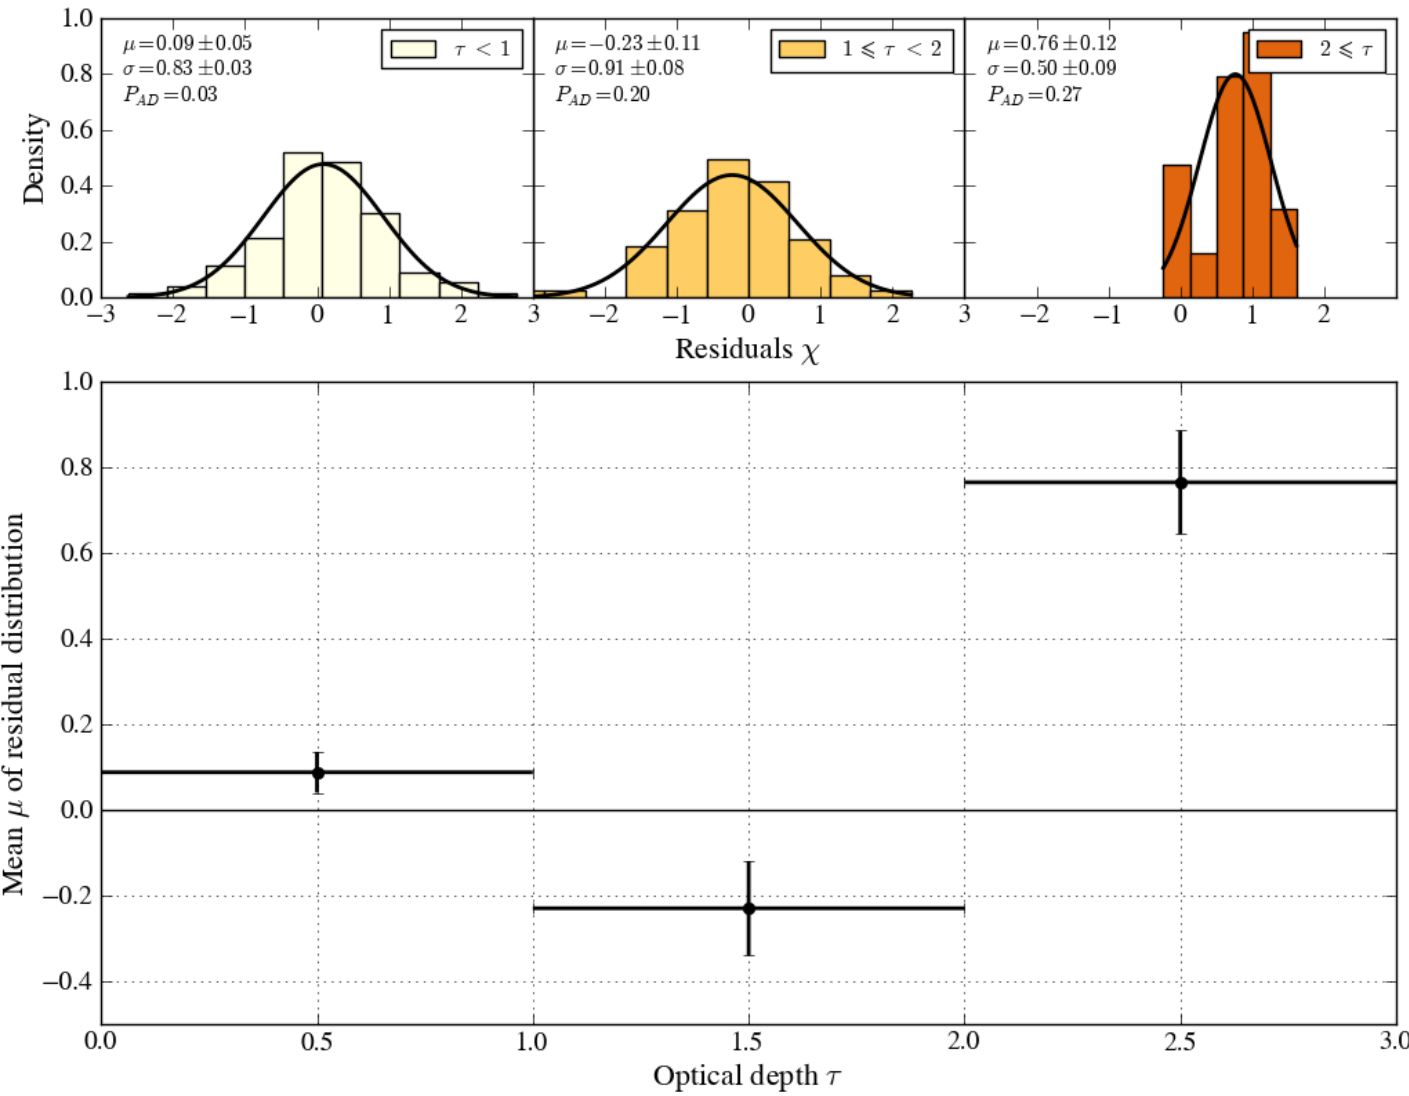 1.0
0.8
0.6
0.4
0.2
0.0
Density
μ=0.09±0.05
σ=0.83±0.03
P_AD=0.03
τ < 1
μ=−0.23±0.11
σ=0.91±0.08
P_AD=0.20
1 ⩽ τ < 2
μ=0.76±0.12
σ=0.50±0.09
P_AD=0.27
2 ⩽ τ
−3 −2 −1 0 1 2 3 −2 −1 0 1 2 3 −2 −1 0 1 2
Residuals χ
1.0
0.8
0.6
0.4
0.2
0.0
−0.2
−0.4
Mean μ of residual distribution
0.0 0.5 1.0 1.5 2.0 2.5 3.0
Optical depth τ